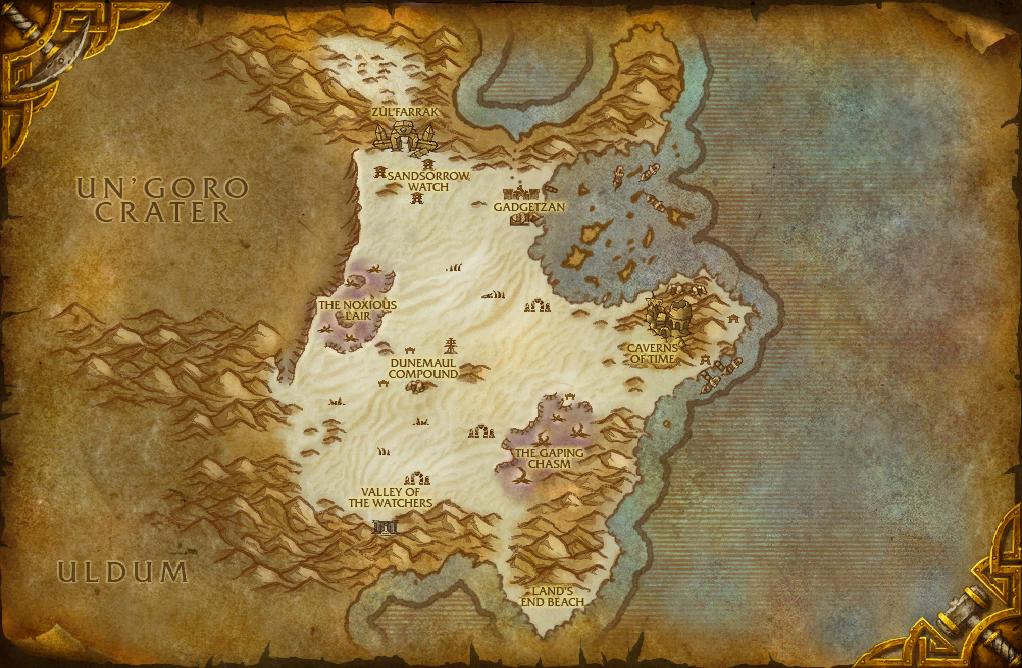 ZUL'FARRAK
SANDSORROW
WATCH
UN'GORO
CRATER
GADGETZAN
THE NOXIOUS
LAIR
CAVERNS
OF TIME
DUNEMAUL
COMPOUND
THE GAPING
CHASM
VALLEY OF
THE WATCHERS
ULDUM
LAND'S
END BEACH